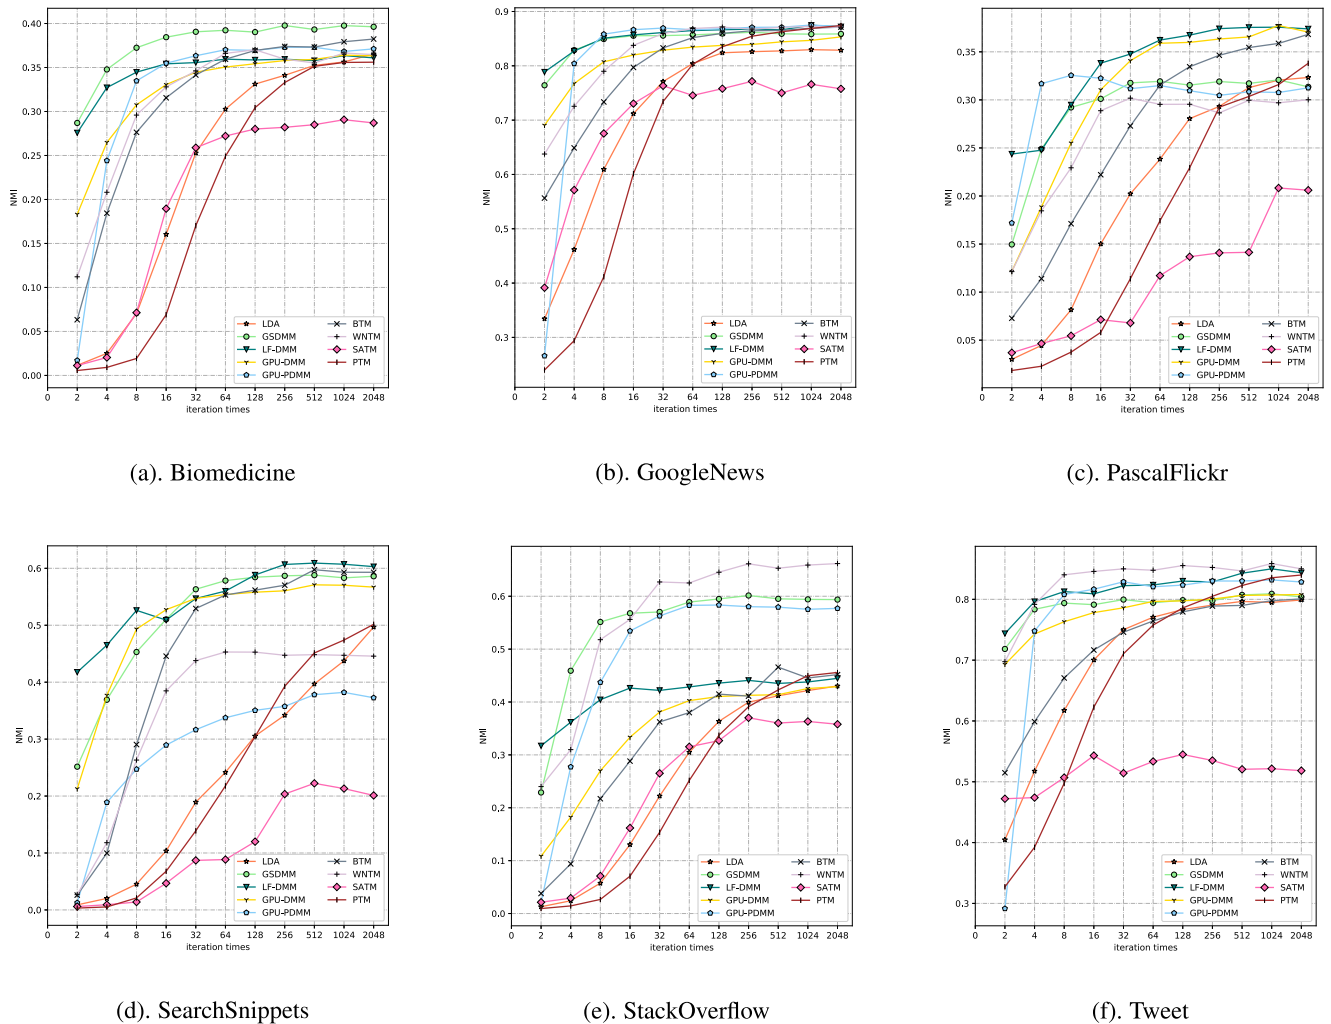 0.40
0.35
0.30
0.25
0.20
0.15
0.10
0.05
0.00
NMI
0 2 4 8 16 32 64 128 256 512 1024 2048
iteration times
LDA
GSDMM
LF-DMM
GPU-DMM
GPU-PDMM
BTM
WNTM
SATM
PTM
(a). Biomedicine
0.9
0.8
0.7
0.6
0.5
0.4
0.3
NMI
0 2 4 8 16 32 64 128 256 512 1024 2048
iteration times
LDA
GSDMM
LF-DMM
GPU-DMM
GPU-PDMM
BTM
WNTM
SATM
PTM
(b). GoogleNews
0.35
0.30
0.25
0.20
0.15
0.10
0.05
NMI
0 2 4 8 16 32 64 128 256 512 1024 2048
iteration times
LDA
GSDMM
LF-DMM
GPU-DMM
GPU-PDMM
BTM
WNTM
SATM
PTM
(c). PascalFlickr
0.6
0.5
0.4
0.3
0.2
0.1
0.0
NMI
0 2 4 8 16 32 64 128 256 512 1024 2048
iteration times
LDA
GSDMM
LF-DMM
GPU-DMM
GPU-PDMM
BTM
WNTM
SATM
PTM
(d). SearchSnippets
0.6
0.5
0.4
0.3
0.2
0.1
0.0
NMI
0 2 4 8 16 32 64 128 256 512 1024 2048
iteration times
LDA
GSDMM
LF-DMM
GPU-DMM
GPU-PDMM
BTM
WNTM
SATM
PTM
(e). StackOverflow
0.8
0.7
0.6
0.5
0.4
0.3
NMI
0 2 4 8 16 32 64 128 256 512 1024 2048
iteration times
LDA
GSDMM
LF-DMM
GPU-DMM
GPU-PDMM
BTM
WNTM
SATM
PTM
(f). Tweet